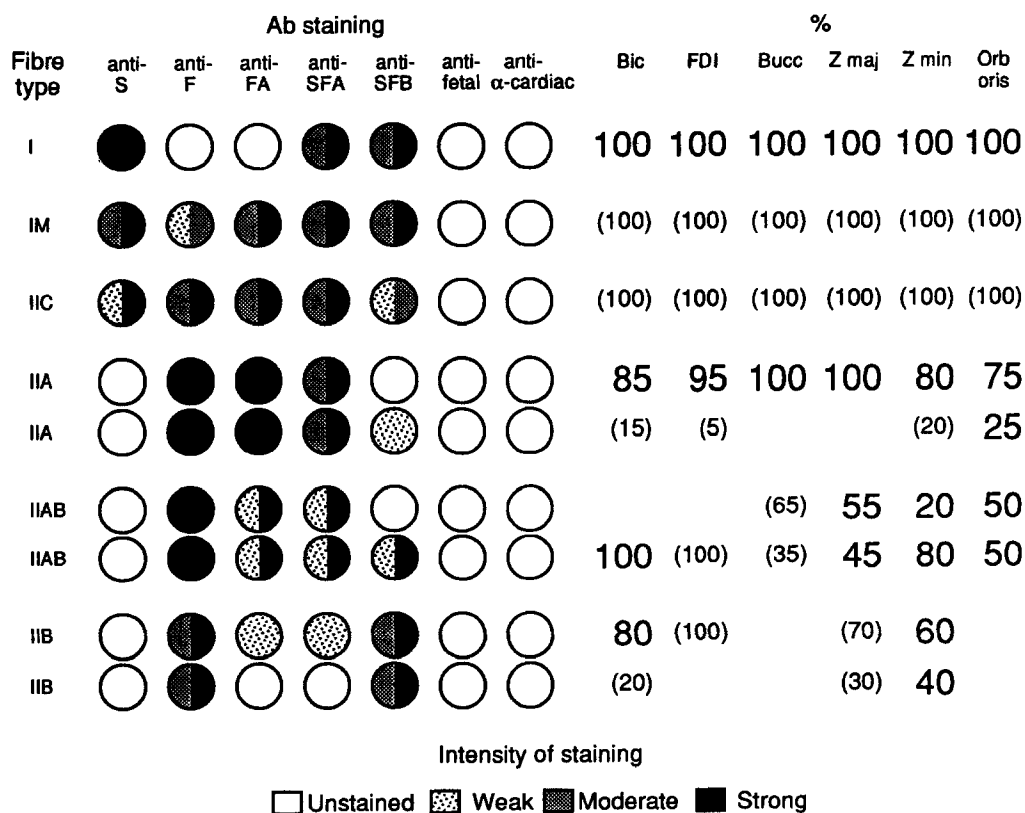 Ab staining %
Fibre type anti-S anti-F anti-FA anti-SFA anti-SFB anti-fetal anti-α-cardiac Bic FDI Bucc Z maj Z min Orb oris
I 100 100 100 100 100 100
IM (100) (100) (100) (100) (100) (100)
IIC (100) (100) (100) (100) (100) (100)
IIA 85 95 100 100 80 75
IIA (15) (5) (20) 25
IIAB (65) 55 20 50
IIAB 100 (100) (35) 45 80 50
IIB 80 (100) (70) 60
IIB (20) (30) 40
Intensity of staining
Unstained Weak Moderate Strong